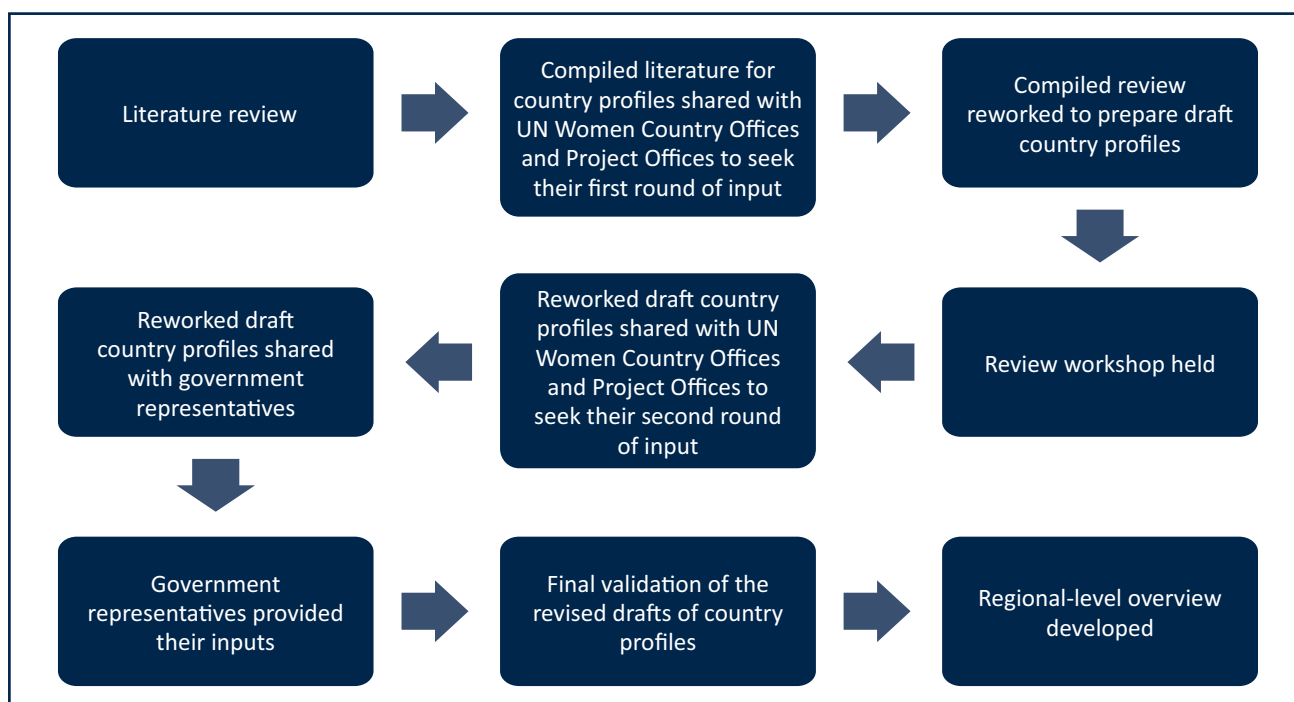 Literature review
Compiled literature for
country profiles shared with
UN Women Country Offices
and Project Offices to seek
their first round of input
Compiled review
reworked to prepare draft
country profiles
Review workshop held
Reworked draft country
profiles shared with UN
Women Country Offices
and Project Offices to
seek their second round
of input
Reworked draft
country profiles shared
with government
representatives
Government
representatives provided
their inputs
Final validation of the
revised drafts of country
profiles
Regional-level overview
developed